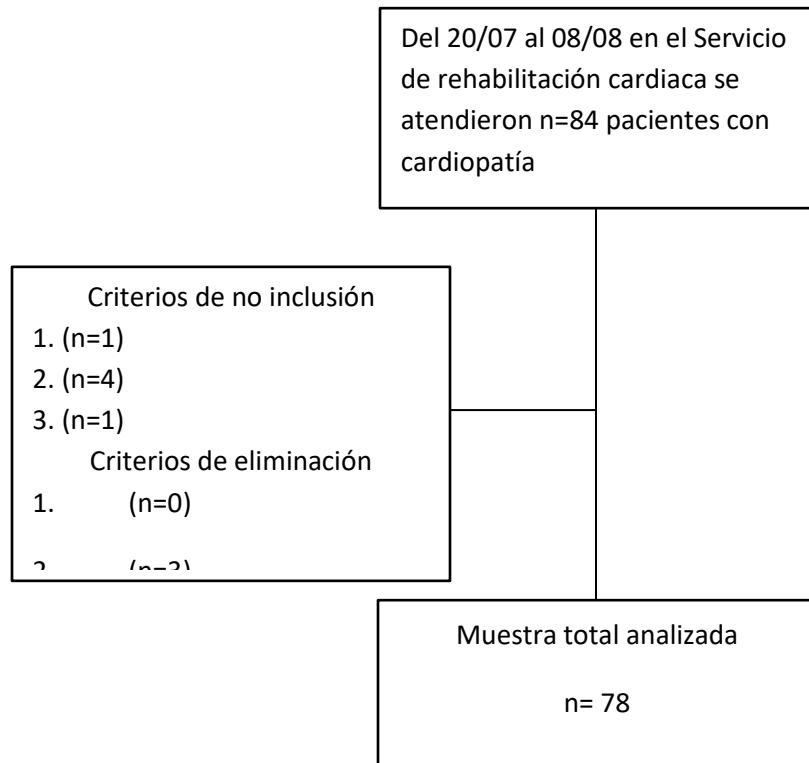 Del 20/07 al 08/08 en el Servicio
de rehabilitación cardiaca se
atendieron n=84 pacientes con
cardiopatía
Criterios de no inclusión
1. (n=1)
2. (n=4)
3. (n=1)
Criterios de eliminación
1. (n=0)
Muestra total analizada
n= 78